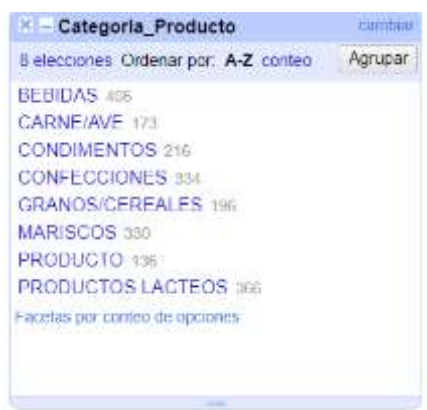 Categoria_Producto cambiar
8 elecciones Ordenar por: A-Z conteo Agrupar
BEBIDAS
CARNE/AVE 173
CONDIMENTOS 216
CONFECCIONES 334
GRANOS/CEREALES 196
MARISCOS 330
PRODUCTO 136
PRODUCTOS LACTEOS 366
Facetas por conteo de opciones